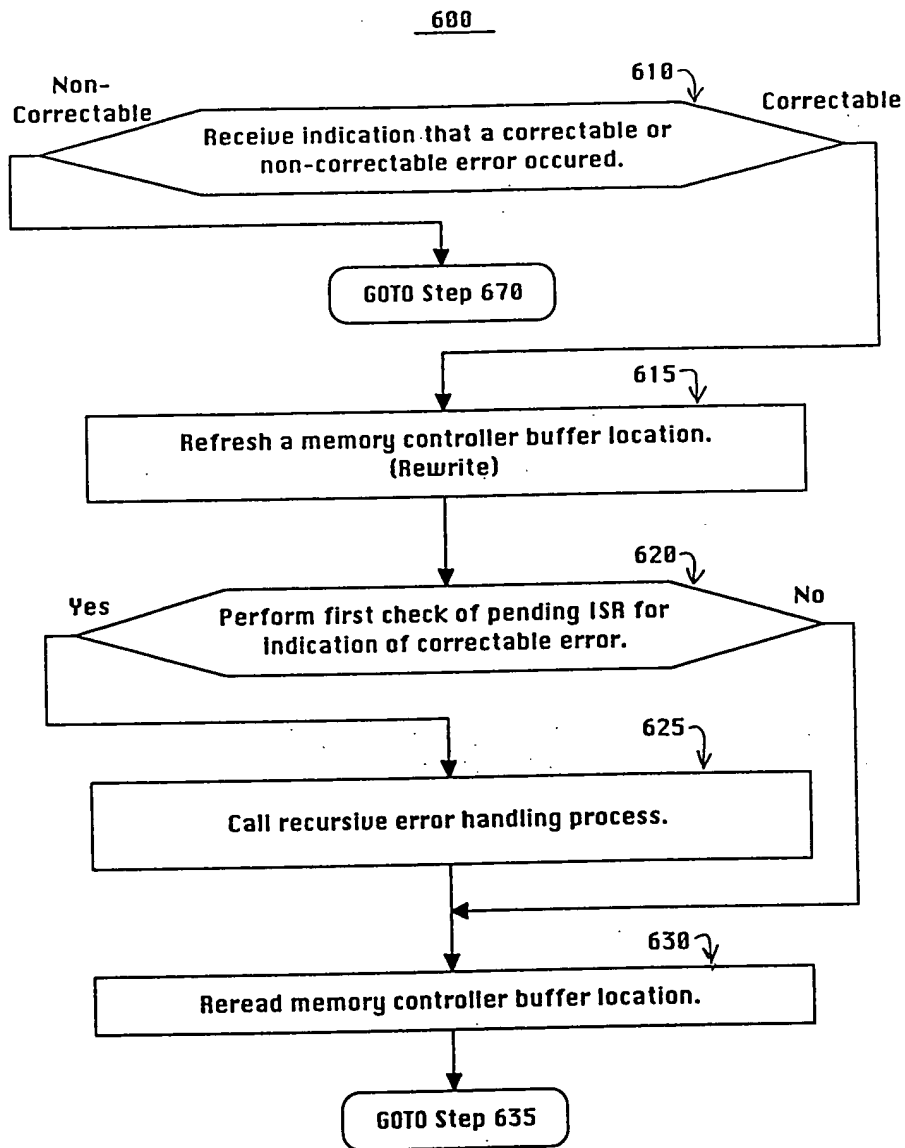 600
610
Non-
Correctable
Correctable
Receive indication that a correctable or
non-correctable error occured.
GOTO Step 670
615
Refresh a memory controller buffer location.
(Rewrite)
620
Yes
No
Perform first check of pending ISR for
indication of correctable error.
625
Call recursive error handling process.
630
Reread memory controller buffer location.
GOTO Step 635